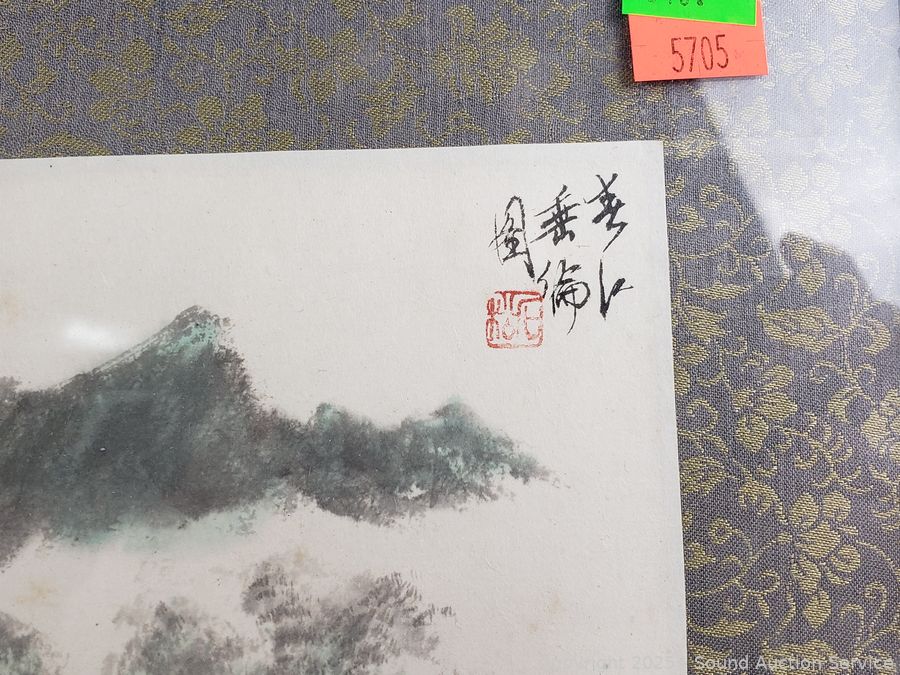 5705
春江
垂綸
圖
Copyright 2025 Sound Auction Service